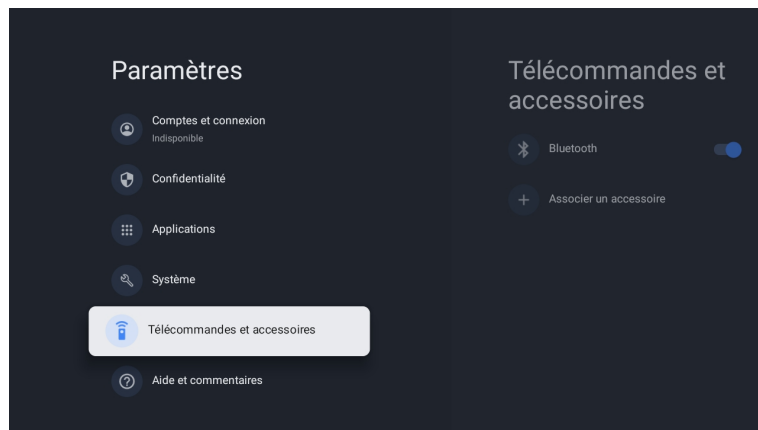 Paramètres
Comptes et connexion
Indisponible
Confidentialité
Applications
Système
Télécommandes et accessoires
Aide et commentaires
Télécommandes et
accessoires
Bluetooth
Associer un accessoire